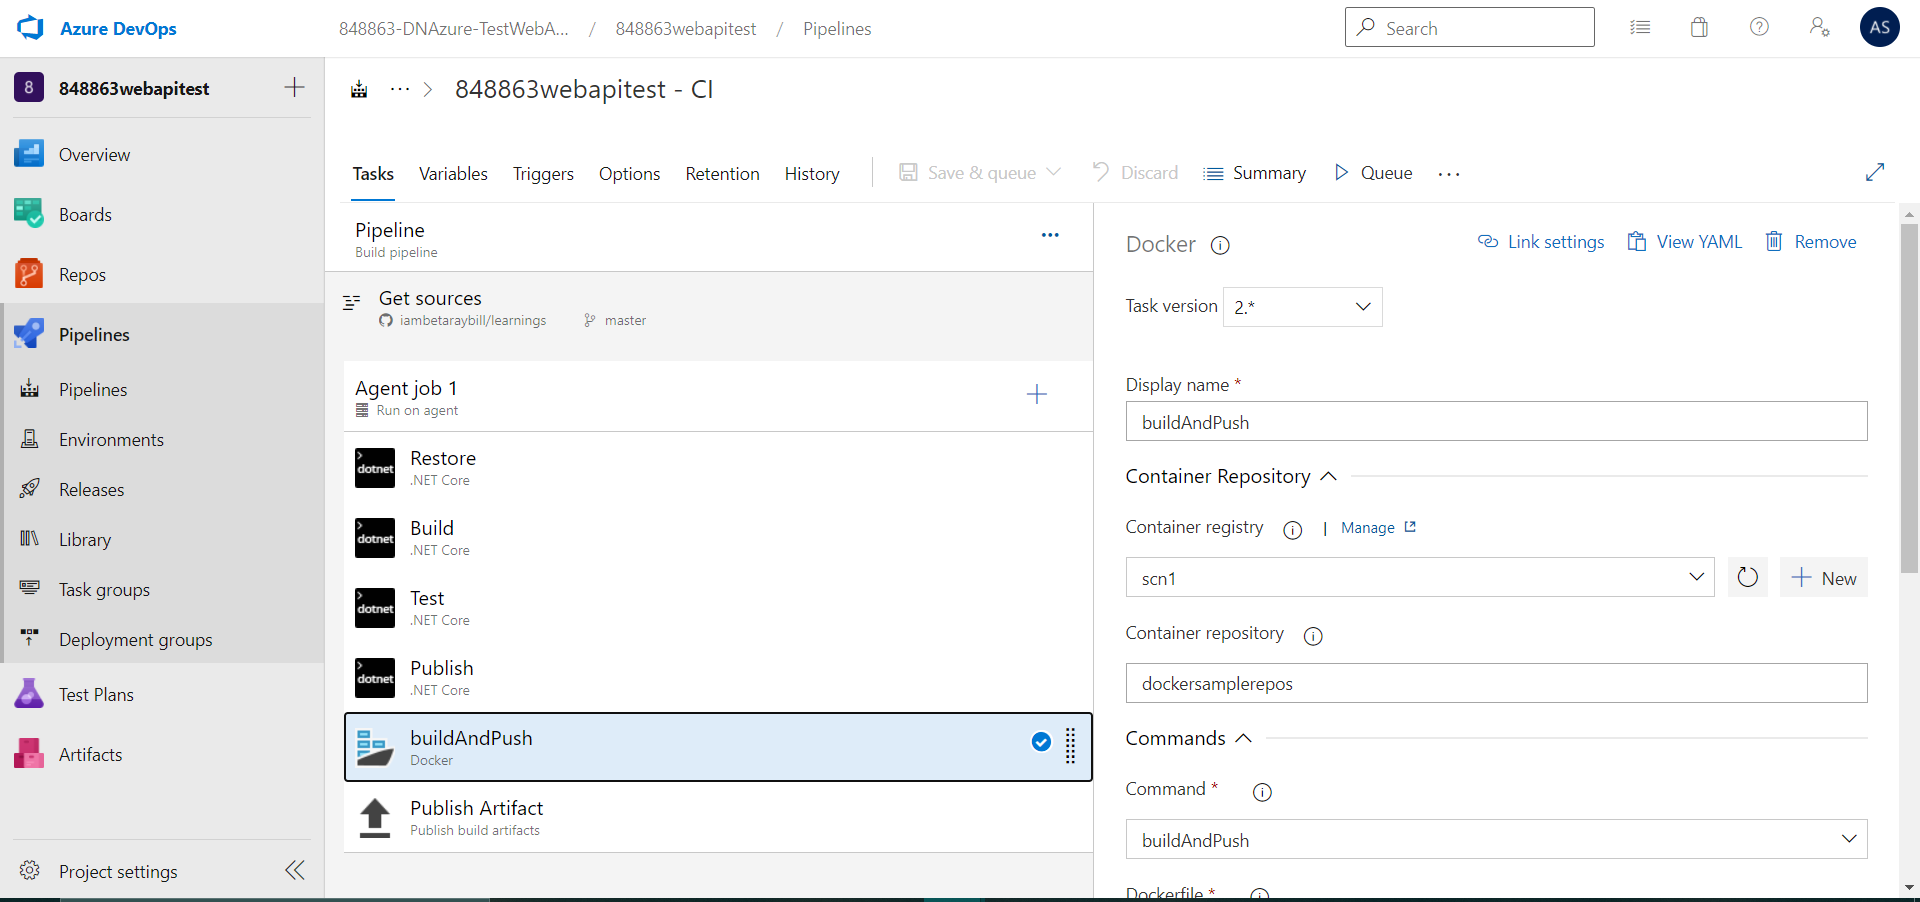 Azure DevOps
848863-DNAzure-TestWebA... / 848863webapitest / Pipelines
Search
AS
8 848863webapitest
Overview
Boards
Repos
Pipelines
Pipelines
Environments
Releases
Library
Task groups
Deployment groups
Test Plans
Artifacts
Project settings
··· > 848863webapitest - CI
Tasks Variables Triggers Options Retention History Save & queue Discard Summary Queue ···
Pipeline
Build pipeline
Get sources
iambetaraybill/learnings master
Agent job 1
Run on agent
dotnet
Restore
.NET Core
dotnet
Build
.NET Core
dotnet
Test
.NET Core
dotnet
Publish
.NET Core
buildAndPush
Docker
Publish Artifact
Publish build artifacts
Docker
Link settings View YAML Remove
Task version 2.*
Display name *
buildAndPush
Container Repository
Container registry | Manage
scn1
New
Container repository
dockersamplerepos
Commands
Command *
buildAndPush
Dockerfile *